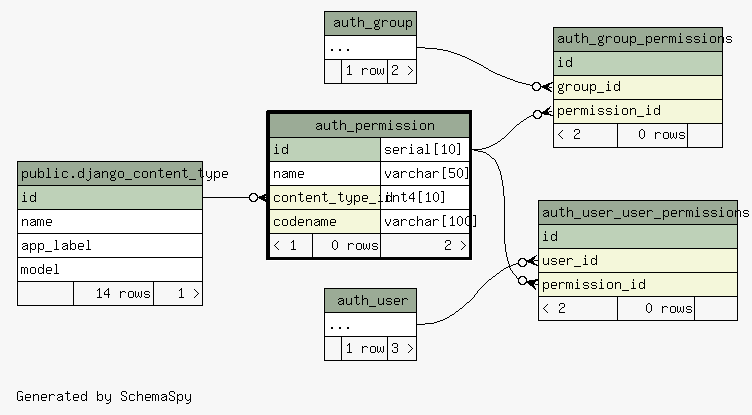 auth_group
...
1 row 2 >
auth_group_permissions
id
group_id
permission_id
< 2 0 rows
auth_permission
id serial[10]
name varchar[50]
content_type_id int4[10]
codename varchar[100]
< 1 0 rows 2 >
public.django_content_type
id
name
app_label
model
14 rows 1 >
auth_user_user_permissions
id
user_id
permission_id
< 2 0 rows
auth_user
...
1 row 3 >
Generated by SchemaSpy